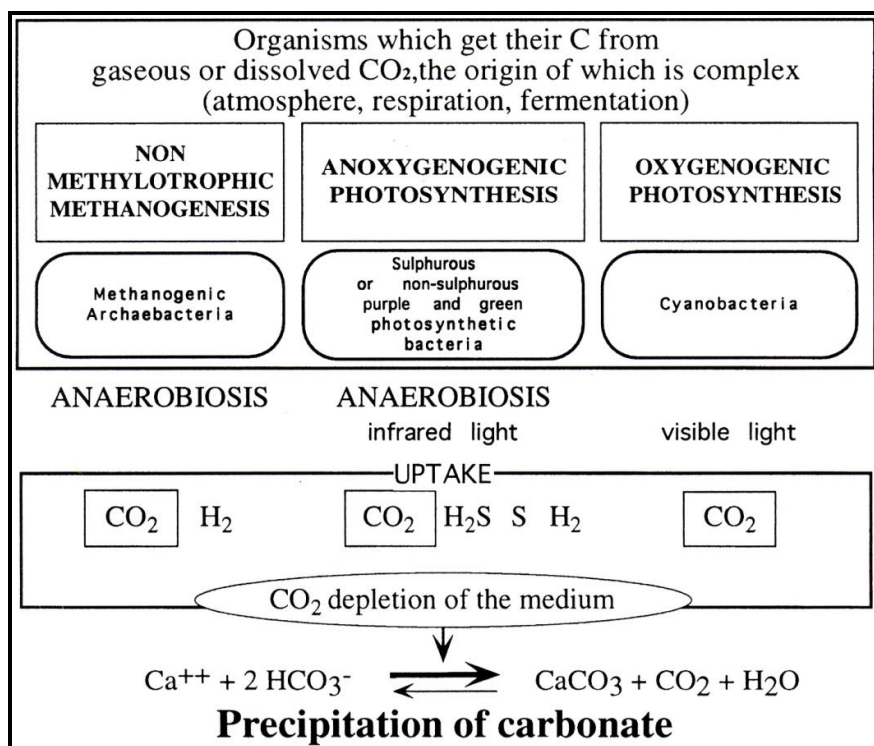 Organisms which get their C from
gaseous or dissolved CO₂,the origin of which is complex
(atmosphere, respiration, fermentation)
NON
METHYLOTROPHIC
METHANOGENESIS
ANOXYGENOGENIC
PHOTOSYNTHESIS
OXYGENOGENIC
PHOTOSYNTHESIS
Methanogenic
Archaebacteria
Sulphurous
or non-sulphurous
purple and green
photosynthetic
bacteria
Cyanobacteria
ANAEROBIOSIS
ANAEROBIOSIS
infrared light
visible light
UPTAKE
CO₂ H₂
CO₂ H₂S S H₂
CO₂
CO₂ depletion of the medium
Ca⁺⁺ + 2 HCO₃⁻ CaCO₃ + CO₂ + H₂O
Precipitation of carbonate